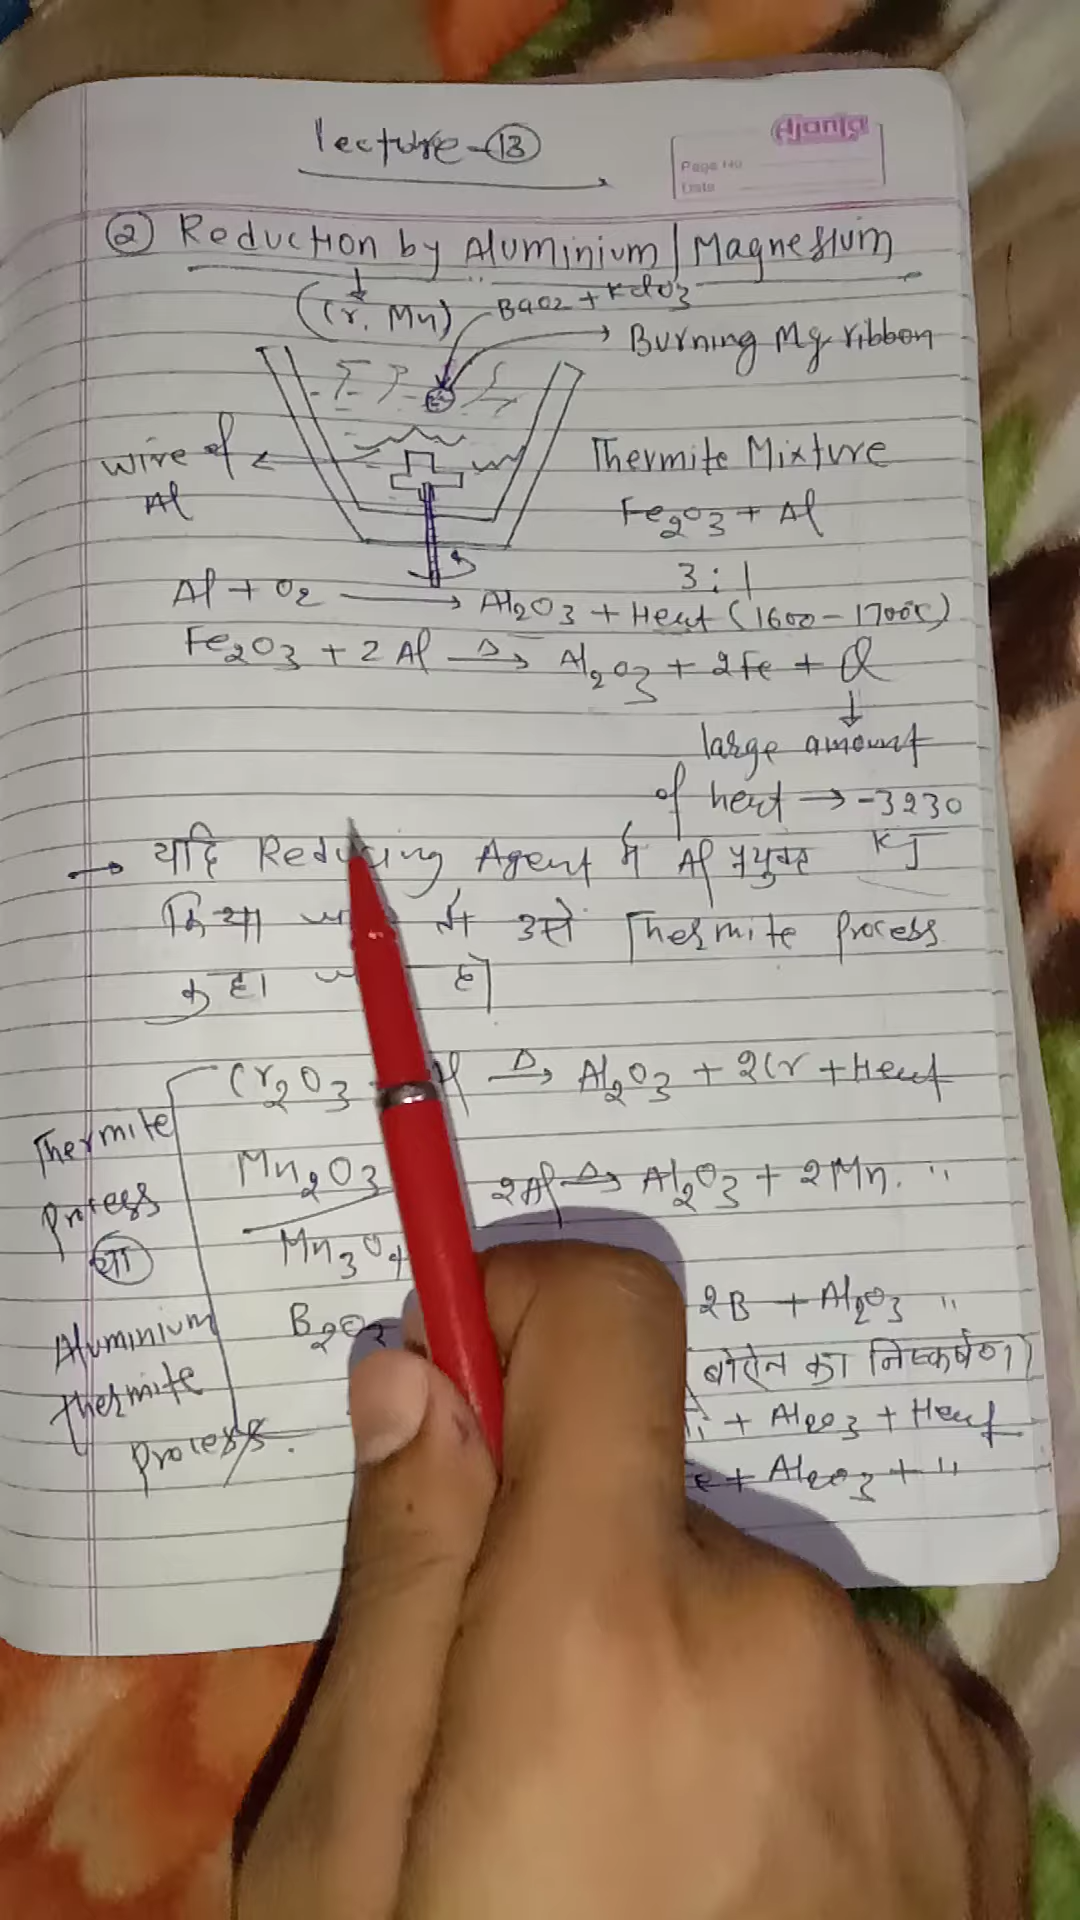 lecture-13
Ajanta
Page No
Date
② Reduction by Aluminium/Magnesium
(Cr, Mn)
BaO2 + KClO3
Burning Mg ribbon
wire of
Al
Thermite Mixture
Fe2O3 + Al
3 : 1
Al + O2 → Al2O3 + Heat (1600-1700°C)
Fe2O3 + 2Al Δ→ Al2O3 + 2Fe + Q
↓
large amount
of heat → -3230
KJ
→ यदि Reducing Agent में Al प्रयुक्त
किया तो उसे Thermite Process
कहा है।
Cr2O3 Al Δ→ Al2O3 + 2Cr + Heat
Thermite
Process
या
Aluminium
thermite
process.
Mn2O3 2Al Δ→ Al2O3 + 2Mn. "
Mn3O4
B2O3 2B + Al2O3 "
(बोरॉन का निष्कर्षण)
+ Al2O3 + Heat
+ Al2O3 + "